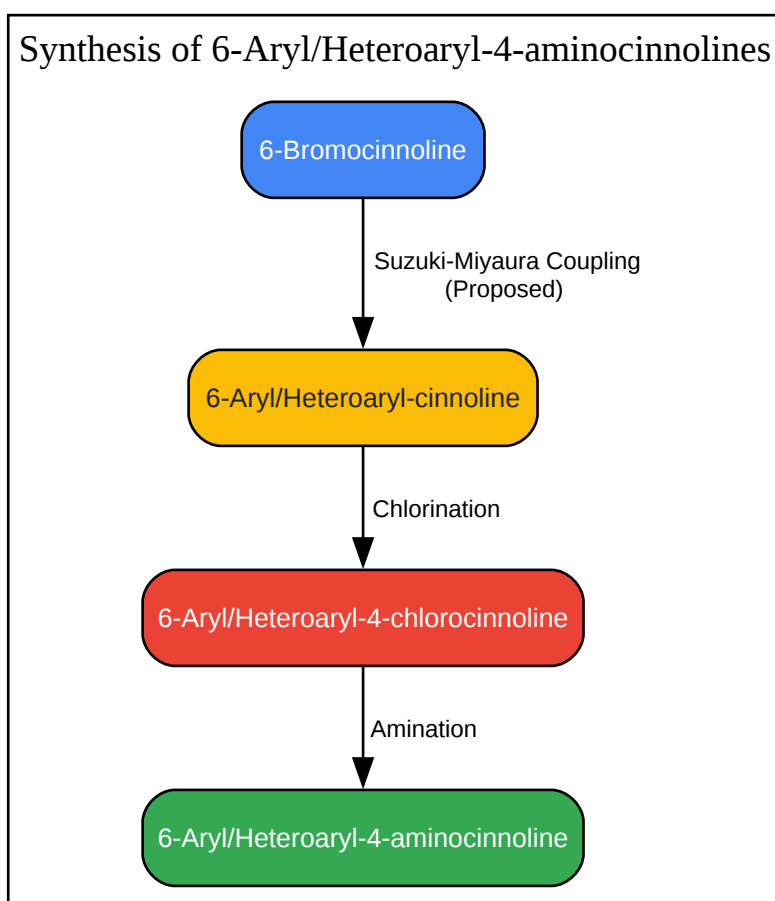 Synthesis of 6-Aryl/Heteroaryl-4-aminocinnolines
6-Bromocinnoline
Suzuki-Miyaura Coupling
(Proposed)
6-Aryl/Heteroaryl-cinnoline
Chlorination
6-Aryl/Heteroaryl-4-chlorocinnoline
Amination
6-Aryl/Heteroaryl-4-aminocinnoline